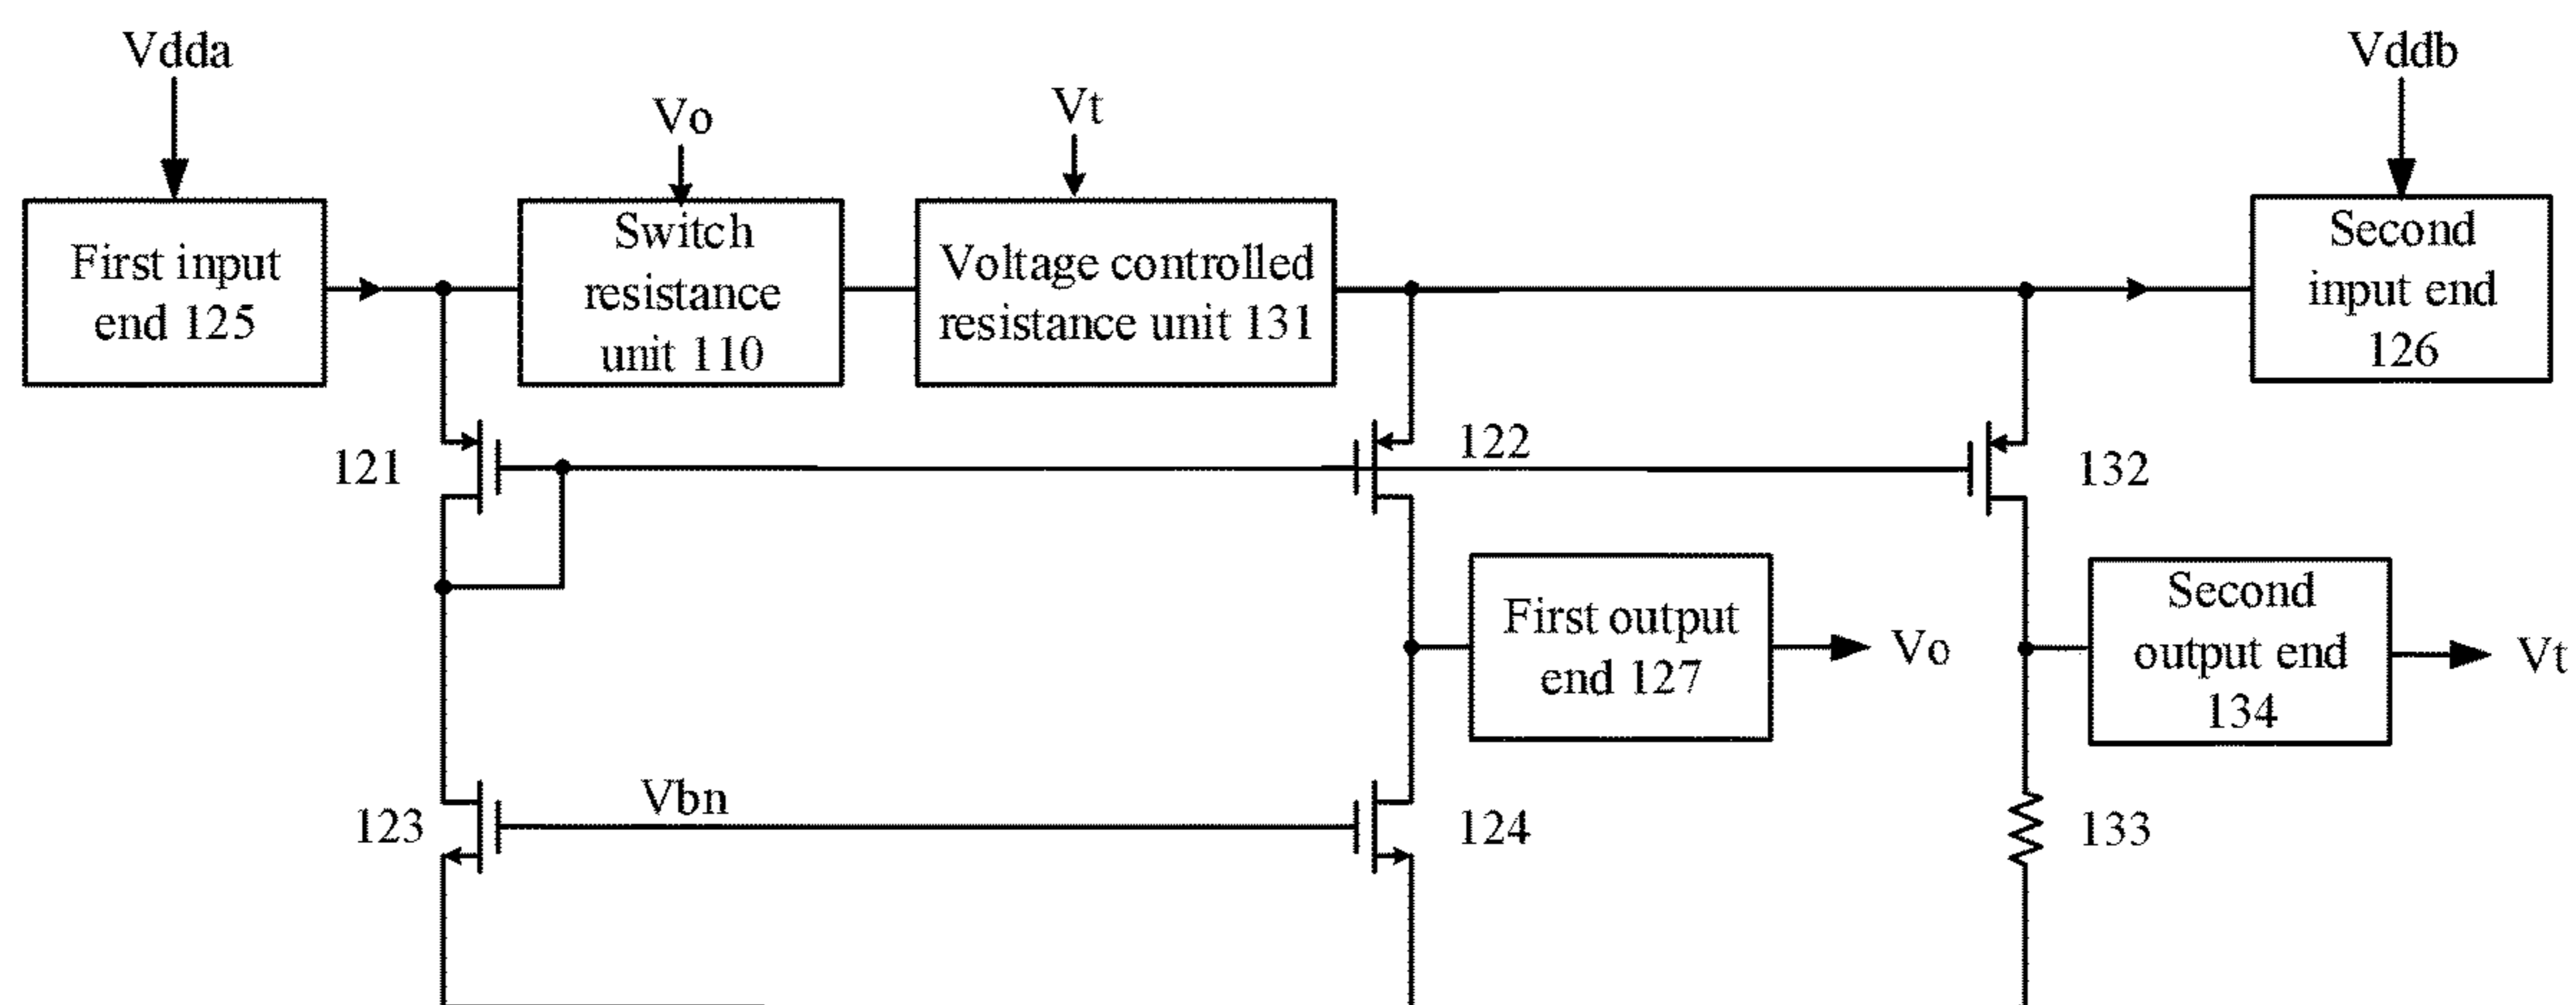 Vdda
Vo
Vt
Vddb
First input
end 125
Switch
resistance
unit 110
Voltage controlled
resistance unit 131
Second
input end
126
121
122
132
First output
end 127
Vo
Second
output end
134
Vt
123
Vbn
124
133